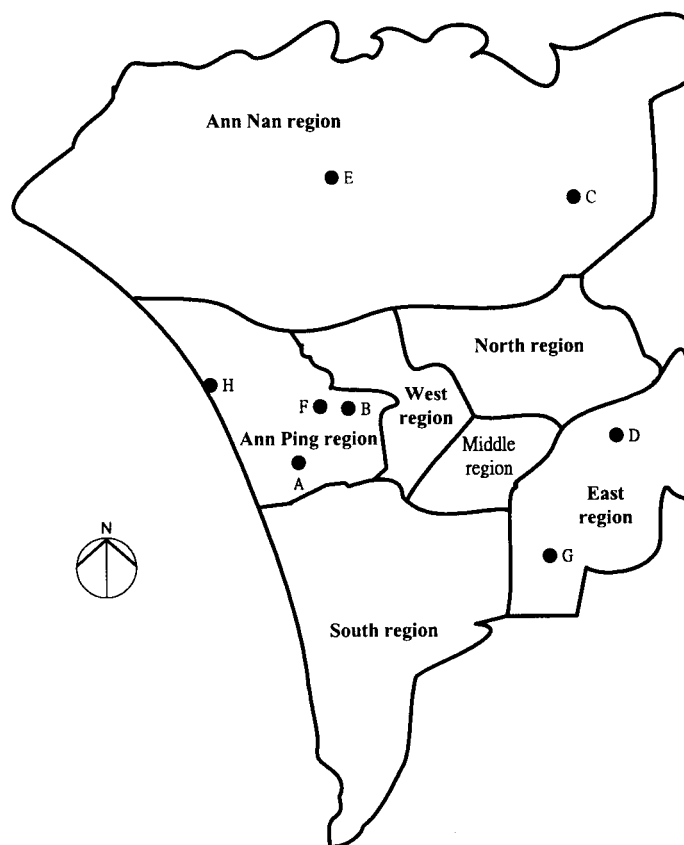 Ann Nan region
E
C
North region
H
West
region
F
B
Ann Ping region
Middle
region
D
A
East
region
N
G
South region